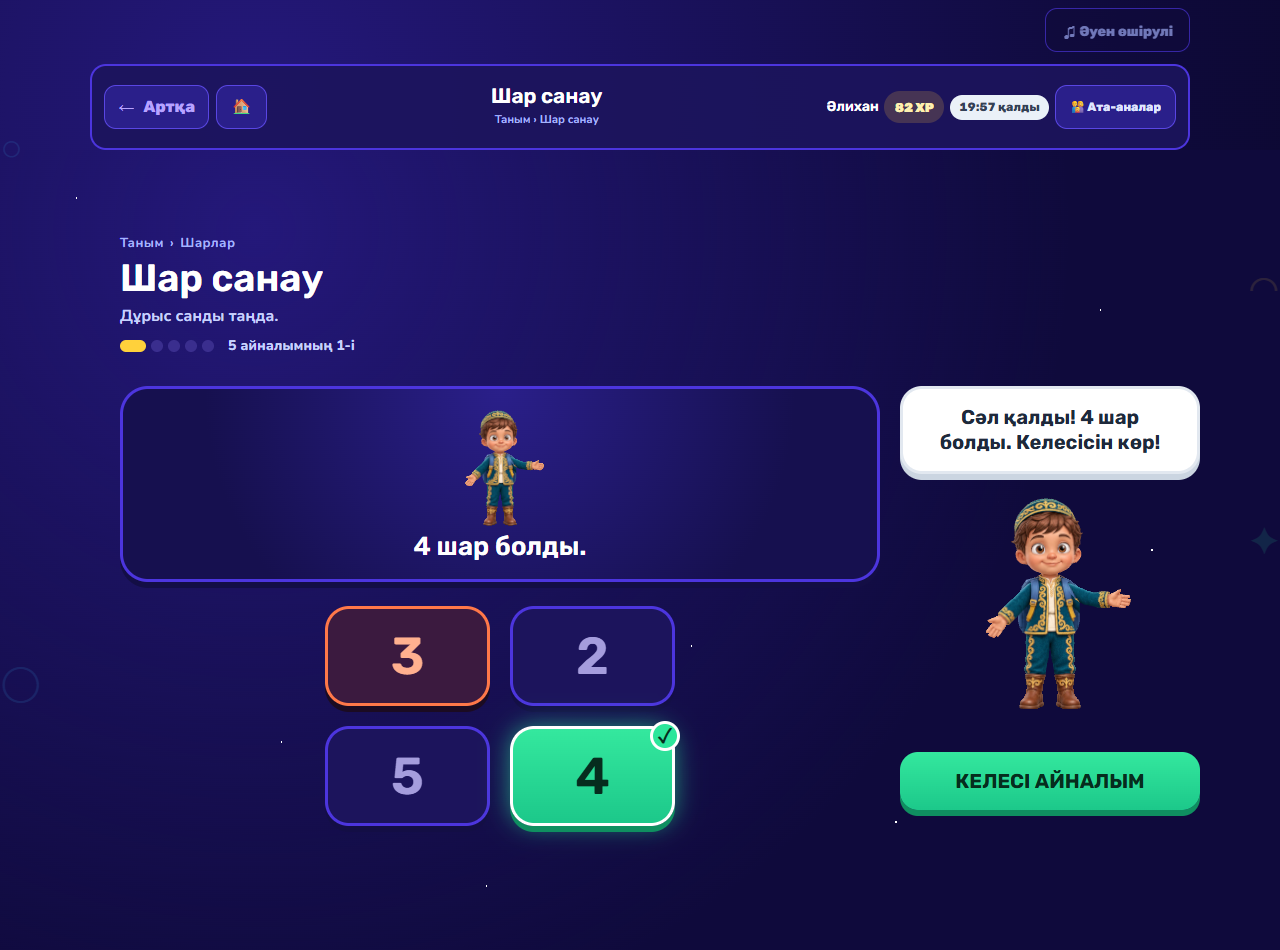 ♫ Әуен өшірулі
← Артқа
Шар санау
Таным › Шар санау
Әлихан 82 XP 19:57 қалды Ата-аналар
Таным › Шарлар
Шар санау
Дұрыс санды таңда.
5 айналымның 1-і
4 шар болды.
Сәл қалды! 4 шар
болды. Келесісін көр!
3 2
5 4 ✓
КЕЛЕСІ АЙНАЛЫМ